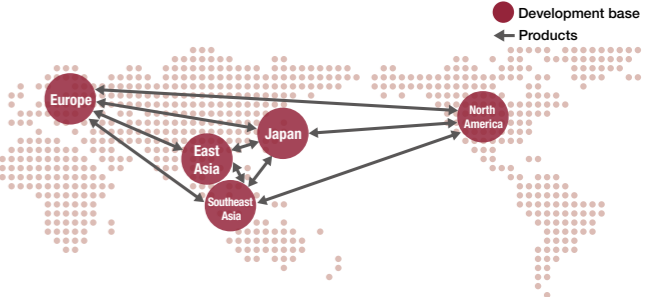 Development base
Products
Europe
North
America
Japan
East
Asia
Southeast
Asia